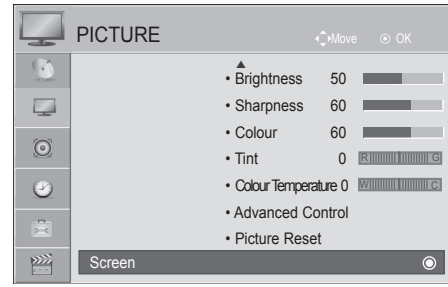 PICTURE
Move
OK
• Brightness 50
• Sharpness 60
• Colour 60
• Tint 0 R G
• Colour Temperature 0 W C
• Advanced Control
• Picture Reset
Screen